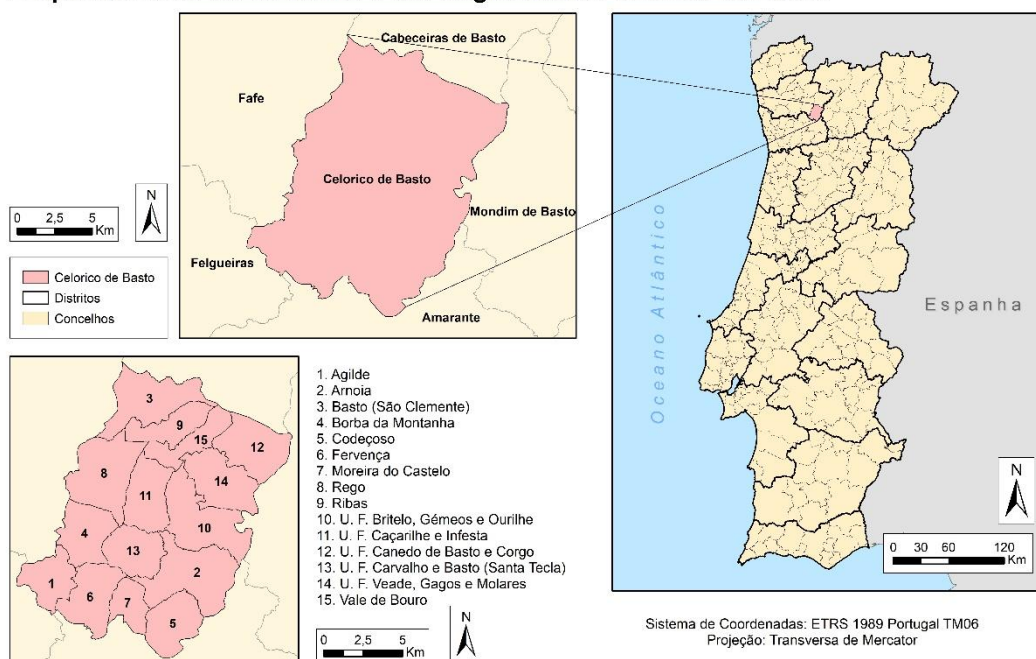 Cabeceiras de Basto
Fafe
Celorico de Basto
Mondim de Basto
Felgueiras
Amarante
N
0 2,5 5
Km
Celorico de Basto
Distritos
Concelhos
Oceano Atlântico
Espanha
N
0 30 60 120
Km
3
9
15
12
8
14
11
10
4
13
2
1
6
7
5
1. Agilde
2. Arnoia
3. Basto (São Clemente)
4. Borba da Montanha
5. Codeçoso
6. Fervença
7. Moreira do Castelo
8. Rego
9. Ribas
10. U. F. Britelo, Gémeos e Ourilhe
11. U. F. Caçarilhe e Infesta
12. U. F. Canedo de Basto e Corgo
13. U. F. Carvalho e Basto (Santa Tecla)
14. U. F. Veade, Gagos e Molares
15. Vale de Bouro
0 2,5 5
Km
N
Sistema de Coordenadas: ETRS 1989 Portugal TM06
Projeção: Transversa de Mercator